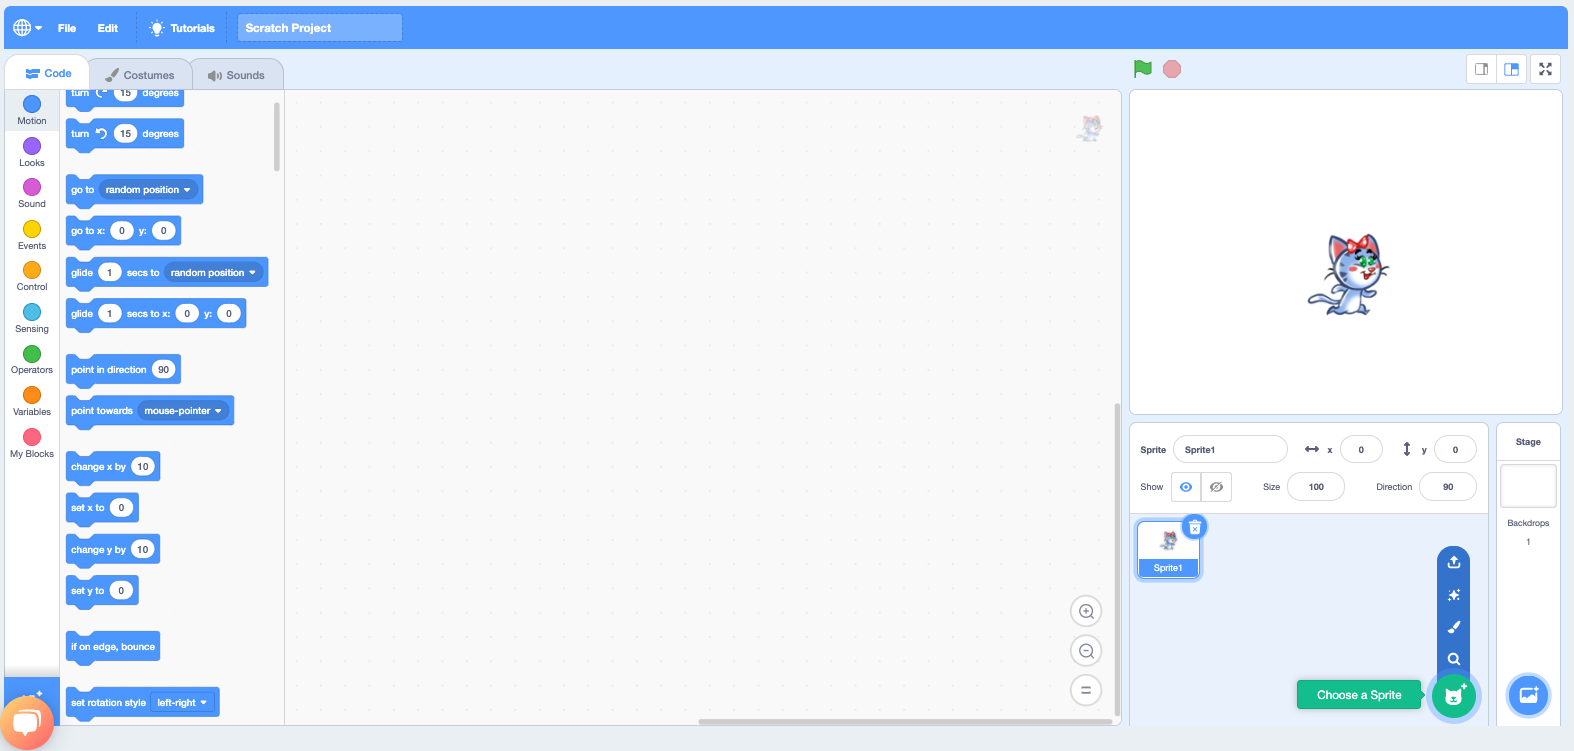 File Edit Tutorials Scratch Project
Code Costumes Sounds
Motion
Looks
Sound
Events
Control
Sensing
Operators
Variables
My Blocks
turn 15 degrees
turn 15 degrees
go to random position
go to x: 0 y: 0
glide 1 secs to random position
glide 1 secs to x: 0 y: 0
point in direction 90
point towards mouse-pointer
change x by 10
set x to 0
change y by 10
set y to 0
if on edge, bounce
set rotation style left-right
Sprite Sprite1 x 0 y 0
Show Size 100 Direction 90
Sprite1
Choose a Sprite
Stage
Backdrops
1